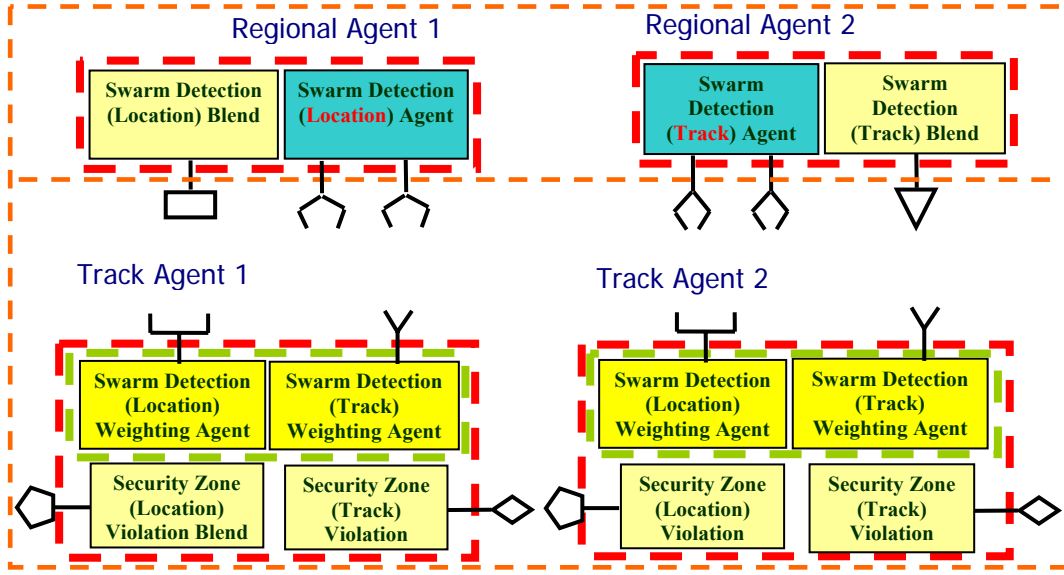 Regional Agent 1
Regional Agent 2
Swarm Detection
(Location) Blend
Swarm Detection
(Location) Agent
Swarm
Detection
(Track) Agent
Swarm
Detection
(Track) Blend
Track Agent 1
Track Agent 2
Swarm Detection
(Location)
Weighting Agent
Swarm Detection
(Track)
Weighting Agent
Swarm Detection
(Location)
Weighting Agent
Swarm Detection
(Track)
Weighting Agent
Security Zone
(Location)
Violation Blend
Security Zone
(Track)
Violation
Security Zone
(Location)
Violation
Security Zone
(Track)
Violation